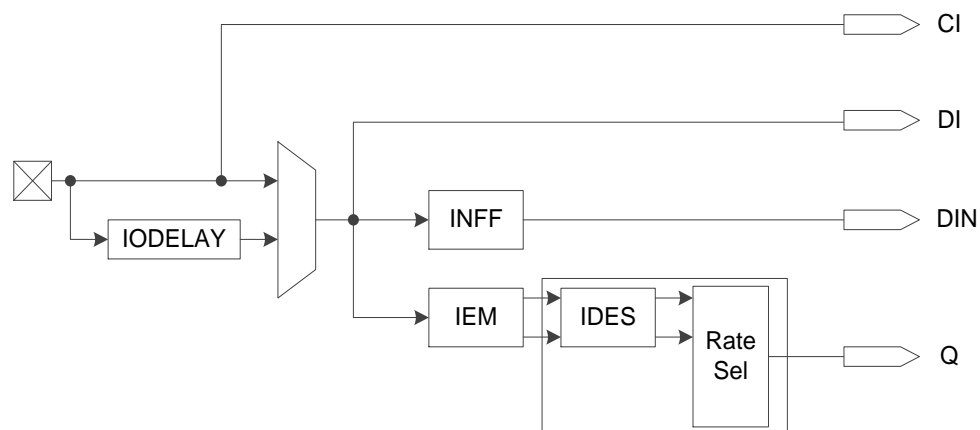 CI
DI
IODELAY
INFF
DIN
IEM
IDES
Rate
Sel
Q